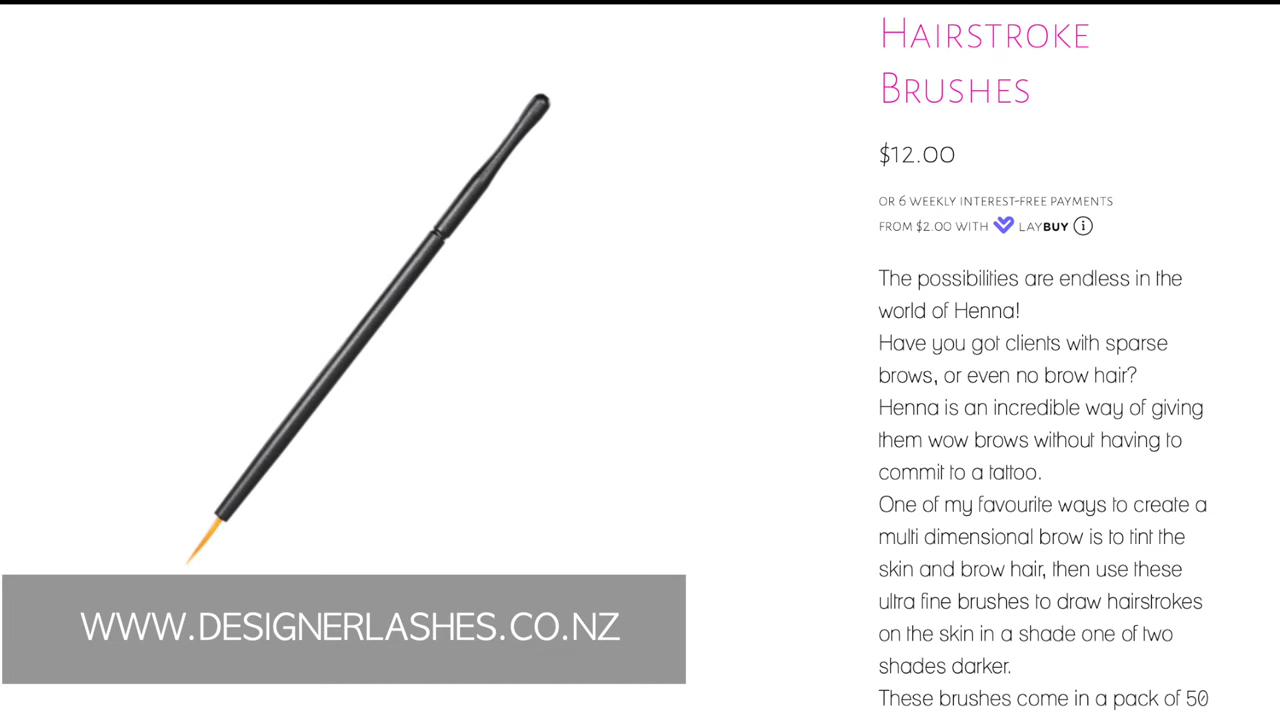 HAIRSTROKE
BRUSHES
$12.00
OR 6 WEEKLY INTEREST-FREE PAYMENTS
FROM $2.00 WITH LAYBUY i
The possibilities are endless in the
world of Henna!
Have you got clients with sparse
brows, or even no brow hair?
Henna is an incredible way of giving
them wow brows without having to
commit to a tattoo.
One of my favourite ways to create a
multi dimensional brow is to tint the
skin and brow hair, then use these
ultra fine brushes to draw hairstrokes
on the skin in a shade one of two
shades darker.
These brushes come in a pack of 50
WWW.DESIGNERLASHES.CO.NZ